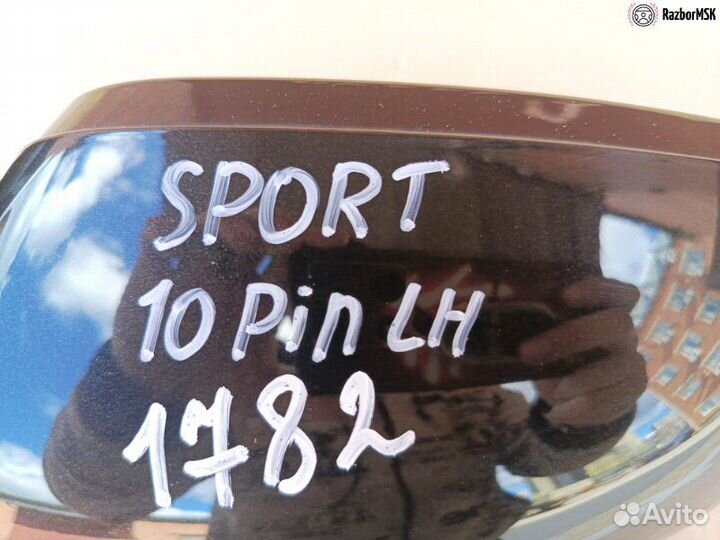 RazborMSK
SPORT
10 Pin LH
1782
Avito